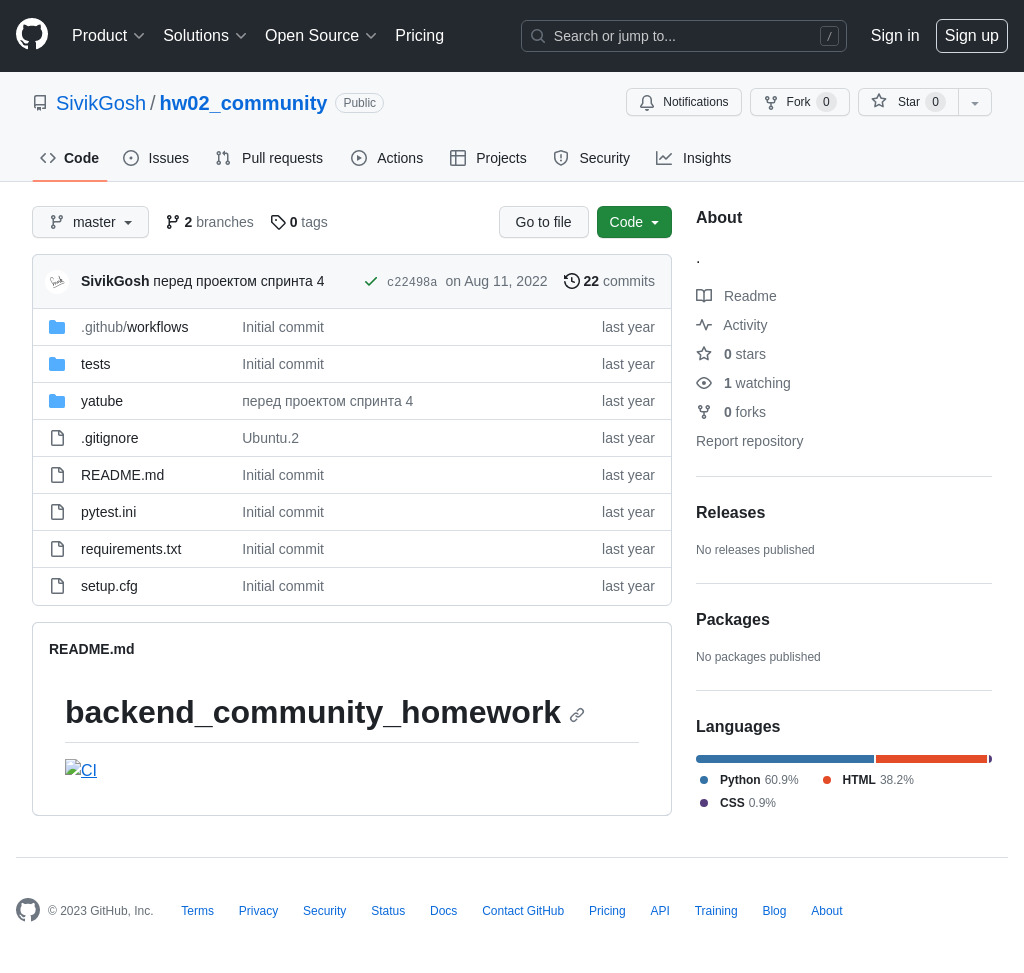 Product Solutions Open Source Pricing Search or jump to... / Sign in Sign up
SivikGosh / hw02_community Public Notifications Fork 0 Star 0
Code Issues Pull requests Actions Projects Security Insights
master 2 branches 0 tags Go to file Code
SivikGosh перед проектом спринта 4 c22498a on Aug 11, 2022 22 commits
.github/workflows Initial commit last year
tests Initial commit last year
yatube перед проектом спринта 4 last year
.gitignore Ubuntu.2 last year
README.md Initial commit last year
pytest.ini Initial commit last year
requirements.txt Initial commit last year
setup.cfg Initial commit last year
README.md
backend_community_homework
CI
About
.
Readme
Activity
0 stars
1 watching
0 forks
Report repository
Releases
No releases published
Packages
No packages published
Languages
Python 60.9% HTML 38.2%
CSS 0.9%
© 2023 GitHub, Inc. Terms Privacy Security Status Docs Contact GitHub Pricing API Training Blog About